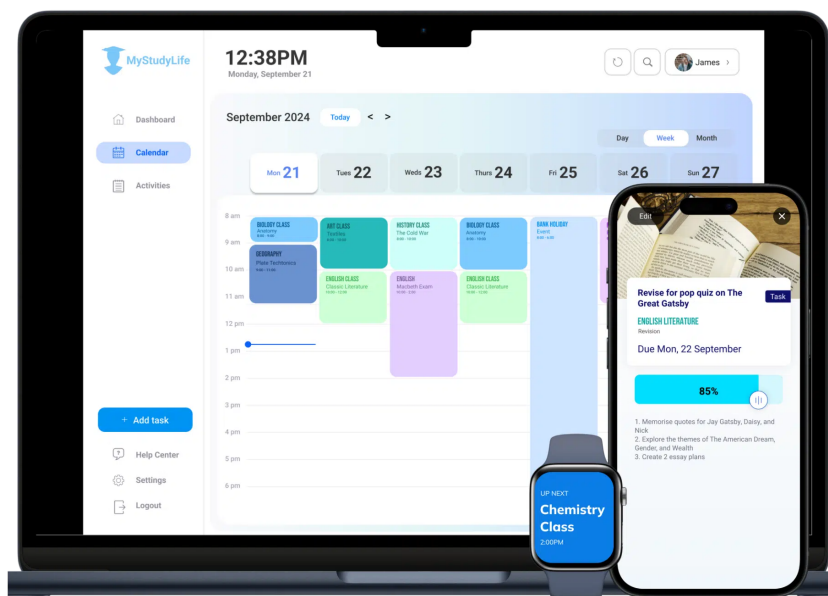 MyStudyLife
12:38PM
Monday, September 21
James
Dashboard
Calendar
Activities
September 2024
Today
Day
Week
Month
Mon 21
Tues 22
Weds 23
Thurs 24
Fri 25
Sat 26
Sun 27
8 am
9 am
10 am
11 am
12 pm
1 pm
2 pm
3 pm
4 pm
5 pm
6 pm
BIOLOGY CLASS
Anatomy
GEOGRAPHY
Plate Techtonics
ART CLASS
Textiles
ENGLISH CLASS
Classic Literature
HISTORY CLASS
The Cold War
ENGLISH
Macbeth Exam
BIOLOGY CLASS
Anatomy
ENGLISH CLASS
Classic Literature
BANK HOLIDAY
Event
+ Add task
Help Center
Settings
Logout
UP NEXT
Chemistry
Class
2:00PM
Edit
Revise for pop quiz on The
Great Gatsby
Task
ENGLISH LITERATURE
Revision
Due Mon, 22 September
85%
1. Memorise quotes for Jay Gatsby, Daisy, and
Nick
2. Explore the themes of The American Dream,
Gender, and Wealth
3. Create 2 essay plans